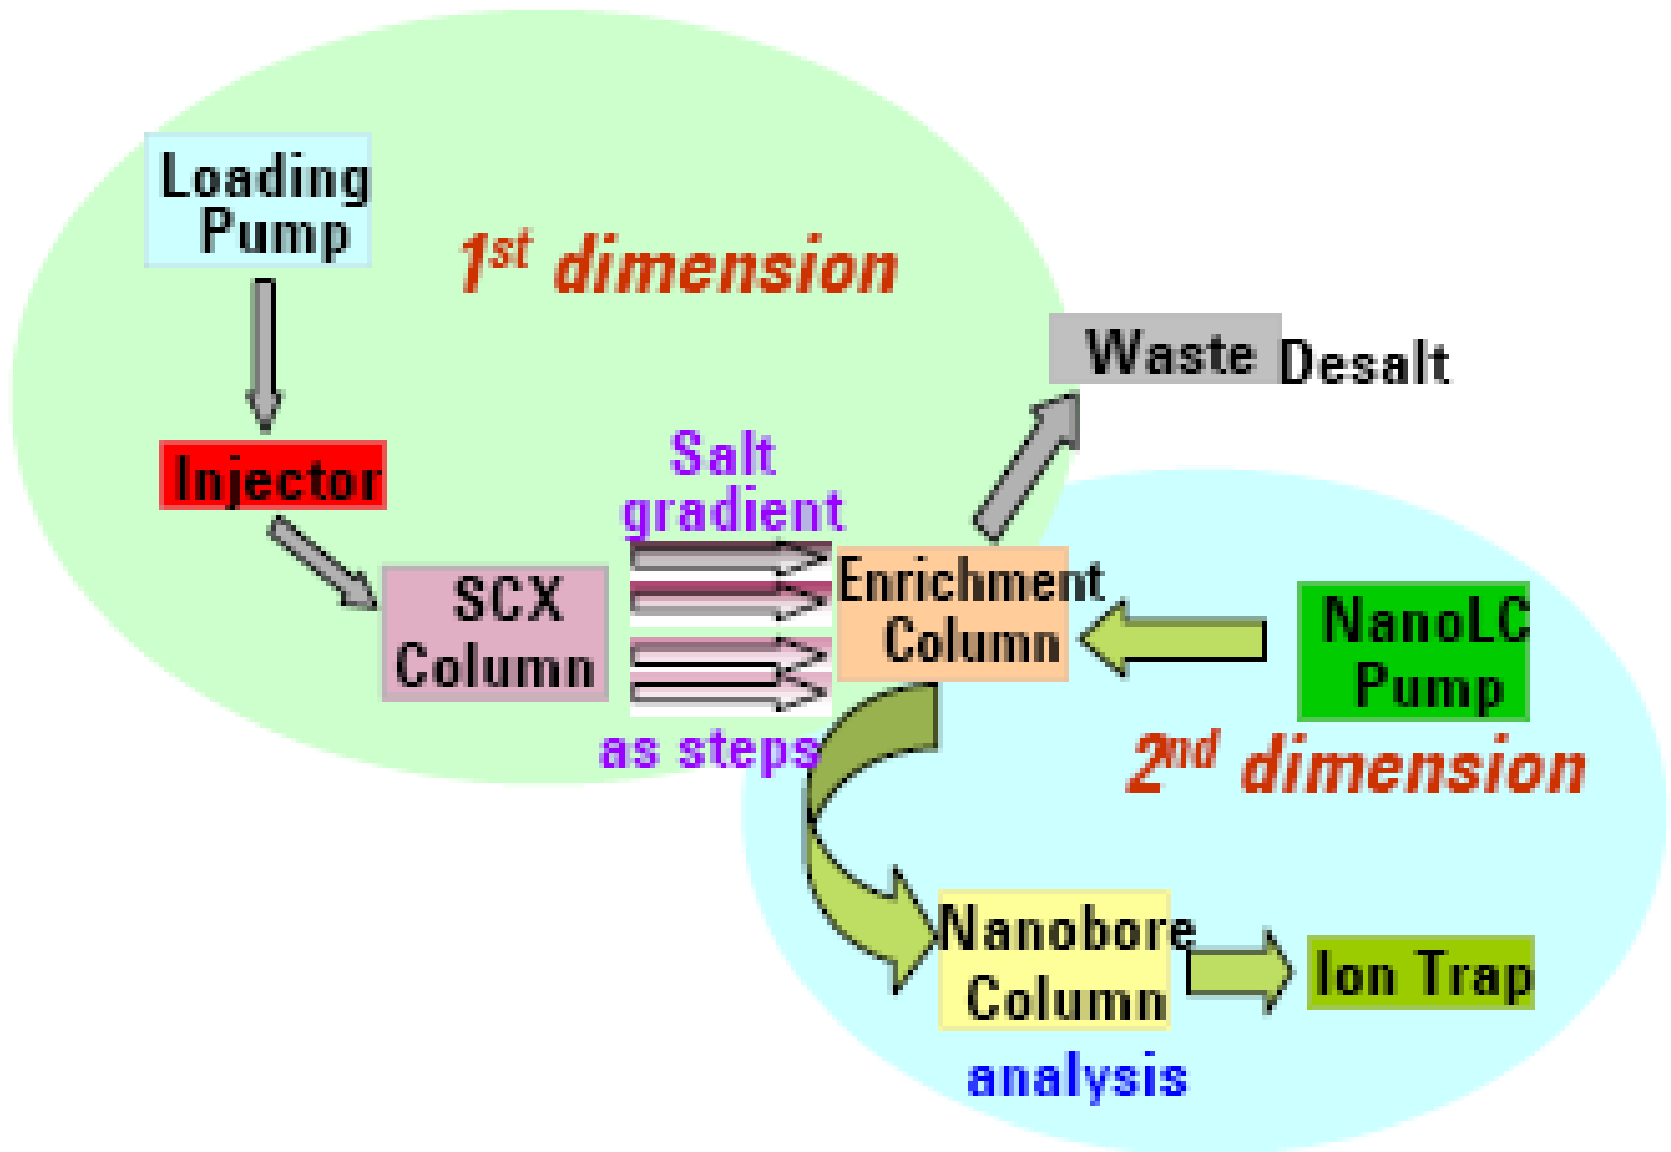 Loading
Pump
1st dimension
Waste Desalt
Injector
Salt
gradient
SCX
Column
Enrichment
Column
NanoLC
Pump
as steps
2nd dimension
Nanobore
Column
Ion Trap
analysis